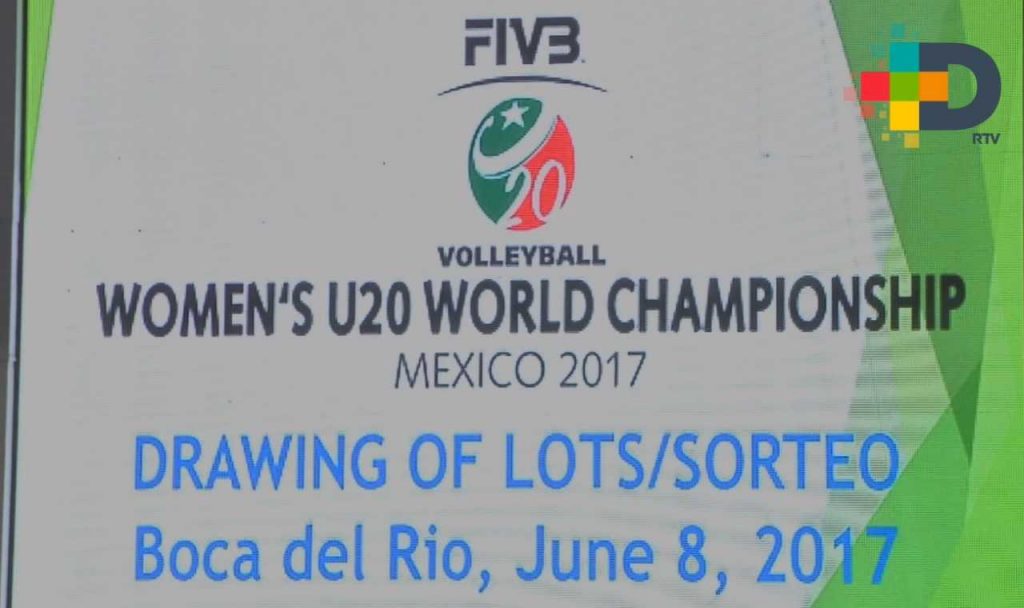 FIVB
20
VOLLEYBALL
WOMEN'S U20 WORLD CHAMPIONSHIP
MEXICO 2017
DRAWING OF LOTS/SORTEO
Boca del Rio, June 8, 2017
D
RTV